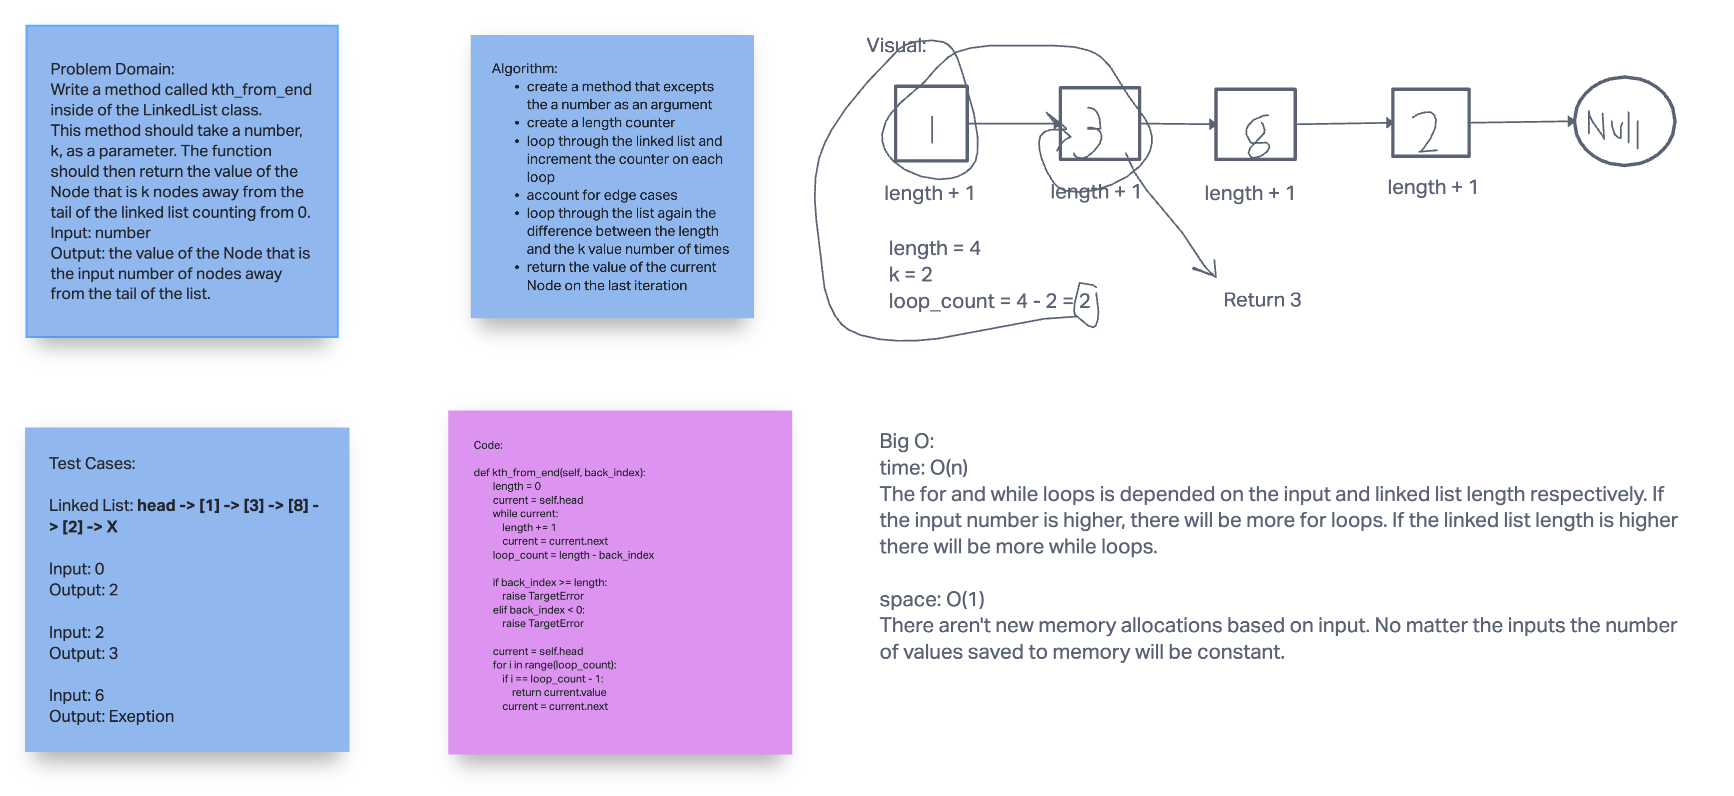 Problem Domain:
Write a method called kth_from_end
inside of the LinkedList class.
This method should take a number,
k, as a parameter. The function
should then return the value of the
Node that is k nodes away from the
tail of the linked list counting from 0.
Input: number
Output: the value of the Node that is
the input number of nodes away
from the tail of the list.
Algorithm:
• create a method that excepts
the a number as an argument
• create a length counter
• loop through the linked list and
increment the counter on each
loop
• account for edge cases
• loop through the list again the
difference between the length
and the k value number of times
• return the value of the current
Node on the last iteration
Visual:
1 3 8 2 Null
length + 1 length + 1 length + 1 length + 1
length = 4
k = 2
loop_count = 4 - 2 = 2
Return 3
Test Cases:
Linked List: head -> [1] -> [3] -> [8] -
> [2] -> X
Input: 0
Output: 2
Input: 2
Output: 3
Input: 6
Output: Exeption
Code:
def kth_from_end(self, back_index):
length = 0
current = self.head
while current:
length += 1
current = current.next
loop_count = length - back_index
if back_index >= length:
raise TargetError
elif back_index < 0:
raise TargetError
current = self.head
for i in range(loop_count):
if i == loop_count - 1:
return current.value
current = current.next
Big O:
time: O(n)
The for and while loops is depended on the input and linked list length respectively. If
the input number is higher, there will be more for loops. If the linked list length is higher
there will be more while loops.
space: O(1)
There aren't new memory allocations based on input. No matter the inputs the number
of values saved to memory will be constant.